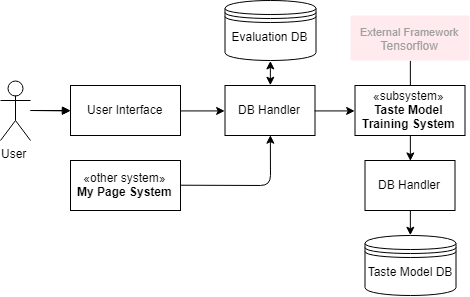 Evaluation DB
External Framework
Tensorflow
User Interface
DB Handler
«subsystem»
Taste Model
Training System
User
«other system»
My Page System
DB Handler
Taste Model DB